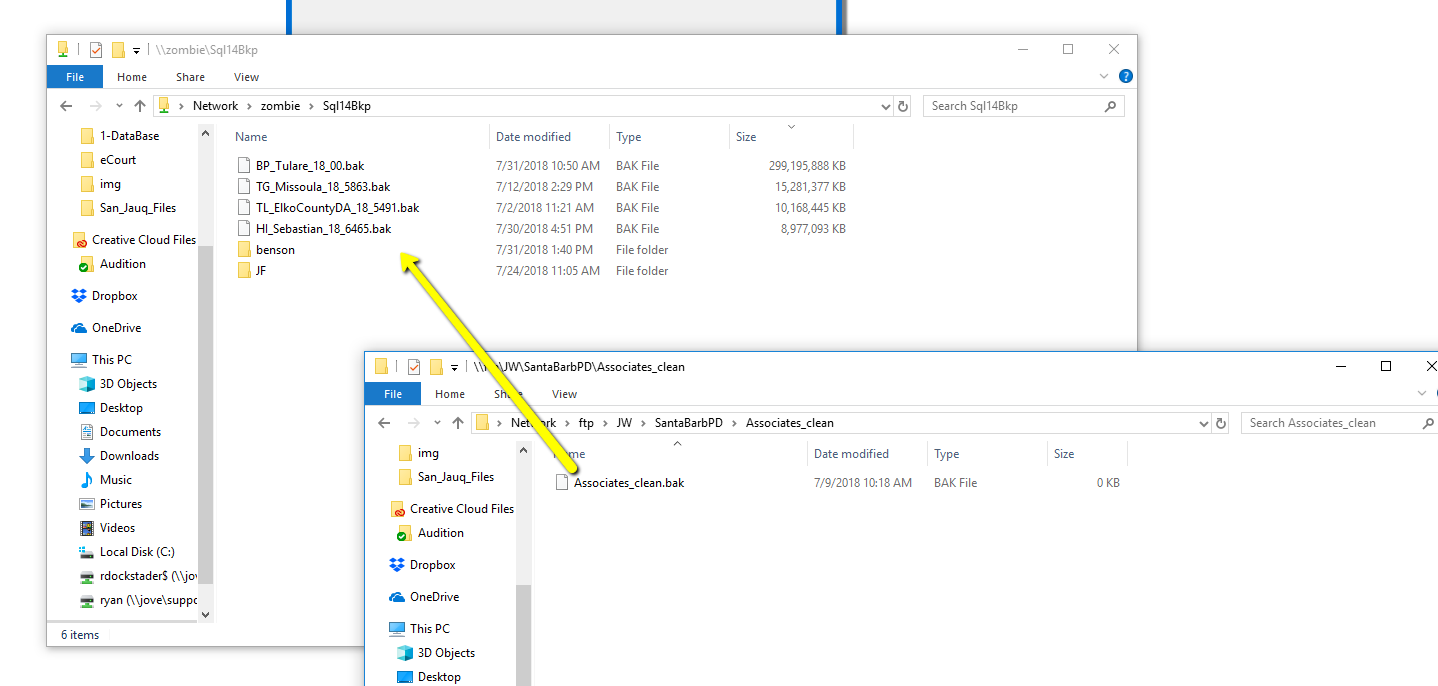 \\zombie\Sql14Bkp
File Home Share View
Network > zombie > Sql14Bkp
Search Sql14Bkp
Name Date modified Type Size
BP_Tulare_18_00.bak 7/31/2018 10:50 AM BAK File 299,195,888 KB
TG_Missoula_18_5863.bak 7/12/2018 2:29 PM BAK File 15,281,377 KB
TL_ElkoCountyDA_18_5491.bak 7/2/2018 11:21 AM BAK File 10,168,445 KB
HI_Sebastian_18_6465.bak 7/30/2018 4:51 PM BAK File 8,977,093 KB
benson 7/31/2018 1:40 PM File folder
JF 7/24/2018 11:05 AM File folder
1-DataBase
eCourt
img
San_Jauq_Files
Creative Cloud Files
Audition
Dropbox
OneDrive
This PC
3D Objects
Desktop
Documents
Downloads
Music
Pictures
Videos
Local Disk (C:)
rdockstader$ (\\jov
ryan (\\jove\suppo
6 items
JW\SantaBarbPD\Associates_clean
File Home Share View
Network > ftp > JW > SantaBarbPD > Associates_clean
Search Associates_clean
Name Date modified Type Size
Associates_clean.bak 7/9/2018 10:18 AM BAK File 0 KB
img
San_Jauq_Files
Creative Cloud Files
Audition
Dropbox
OneDrive
This PC
3D Objects
Desktop